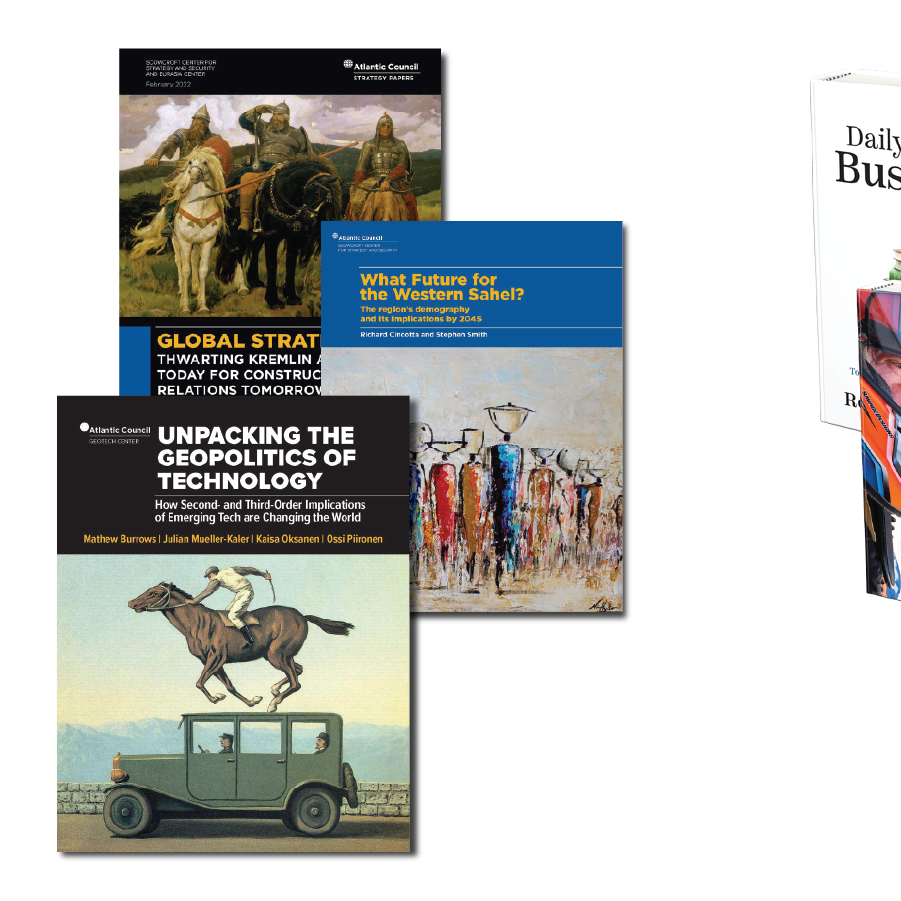 SCOWCROFT CENTER FOR
STRATEGY AND SECURITY
AND EURASIA CENTER
February 2022
Atlantic Council
STRATEGY PAPERS
GLOBAL STRAT
THWARTING KREMLIN A
TODAY FOR CONSTRUC
RELATIONS TOMORROW
Atlantic Council
SCOWCROFT CENTER
FOR STRATEGY AND SECURITY
What Future for
the Western Sahel?
The region's demography
and its implications by 2045
Richard Cincotta and Stephen Smith
Atlantic Council
GEOTECH CENTER
UNPACKING THE
GEOPOLITICS OF
TECHNOLOGY
How Second- and Third-Order Implications
of Emerging Tech are Changing the World
Mathew Burrows | Julian Mueller-Kaler | Kaisa Oksanen | Ossi Piironen
Daily
Bus
To
R